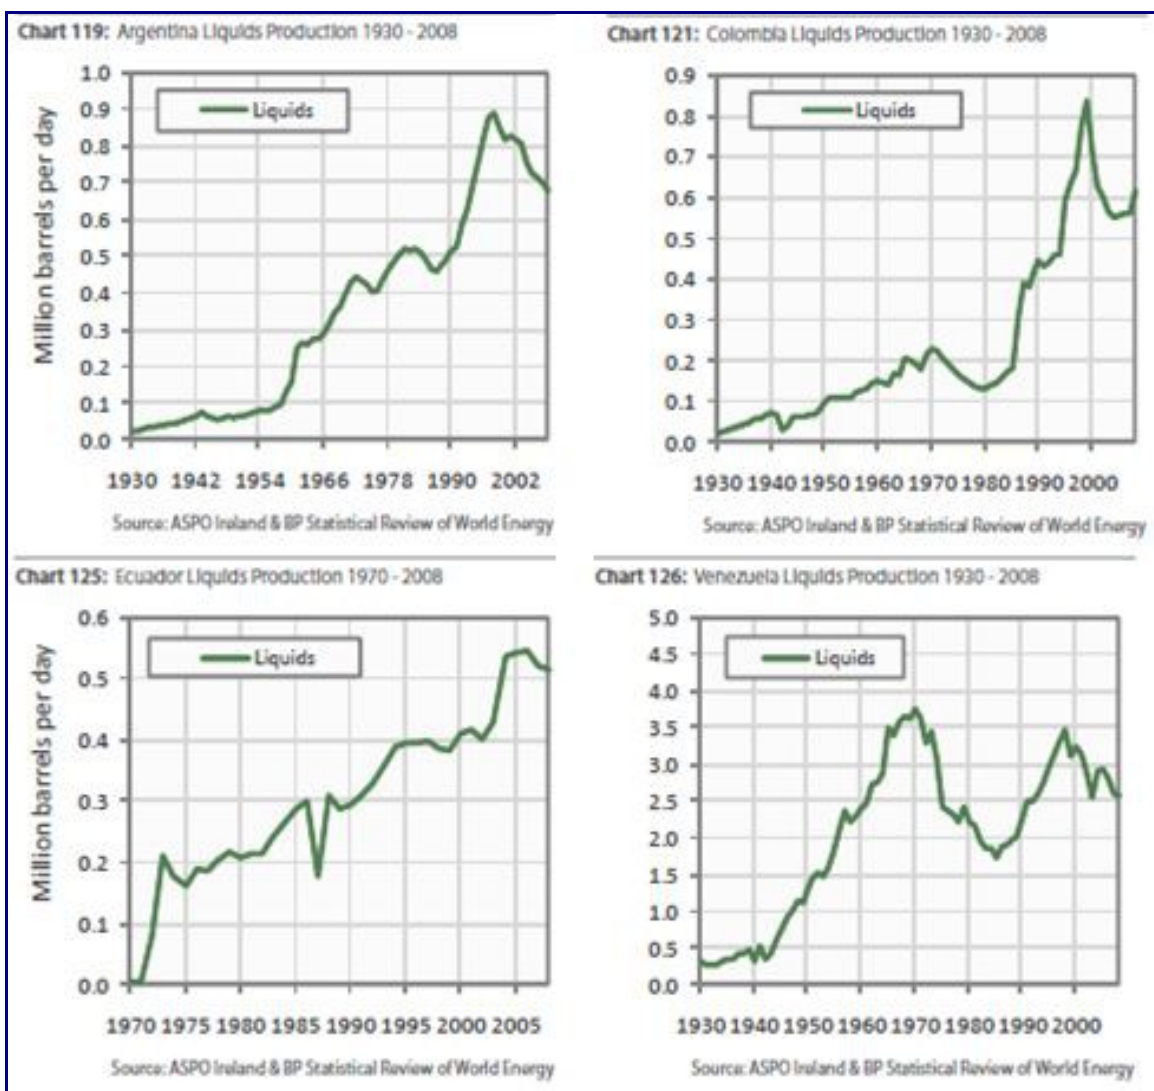 Chart 119: Argentina Liquids Production 1930 - 2008
Million barrels per day
Liquids
1.0
0.9
0.8
0.7
0.6
0.5
0.4
0.3
0.2
0.1
0.0
1930 1942 1954 1966 1978 1990 2002
Source: ASPO Ireland & BP Statistical Review of World Energy
Chart 121: Colombia Liquids Production 1930 - 2008
Liquids
0.9
0.8
0.7
0.6
0.5
0.4
0.3
0.2
0.1
0.0
1930 1940 1950 1960 1970 1980 1990 2000
Source: ASPO Ireland & BP Statistical Review of World Energy
Chart 125: Ecuador Liquids Production 1970 - 2008
Million barrels per day
Liquids
0.6
0.5
0.4
0.3
0.2
0.1
0.0
1970 1975 1980 1985 1990 1995 2000 2005
Source: ASPO Ireland & BP Statistical Review of World Energy
Chart 126: Venezuela Liquids Production 1930 - 2008
Liquids
5.0
4.5
4.0
3.5
3.0
2.5
2.0
1.5
1.0
0.5
0.0
1930 1940 1950 1960 1970 1980 1990 2000
Source: ASPO Ireland & BP Statistical Review of World Energy